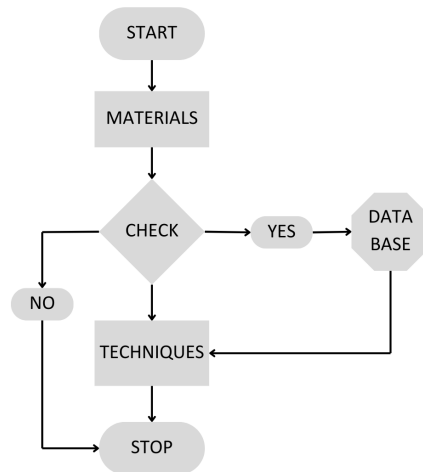 START
MATERIALS
CHECK
YES
DATA
BASE
NO
TECHNIQUES
STOP